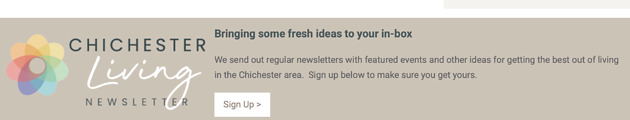 CHICHESTER
Living
NEWSLETTER
Bringing some fresh ideas to your in-box
We send out regular newsletters with featured events and other ideas for getting the best out of living
in the Chichester area.  Sign up below to make sure you get yours.
Sign Up >